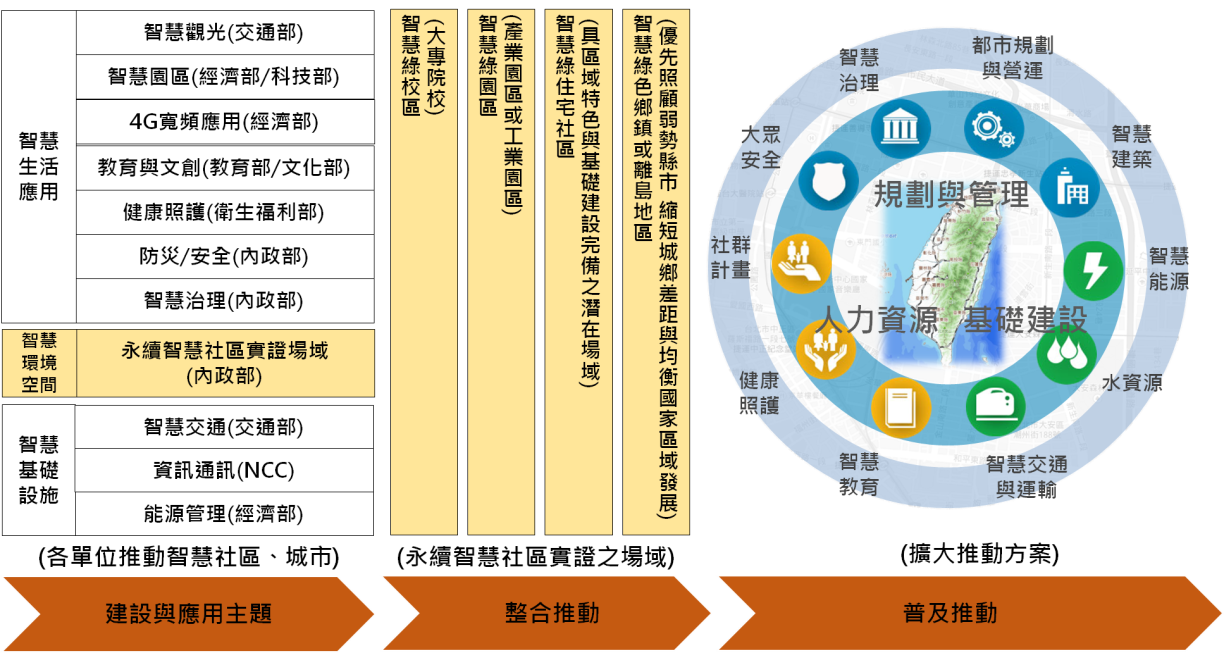 智慧
生活
應用
智慧觀光(交通部)
智慧園區(經濟部/科技部)
4G寬頻應用(經濟部)
教育與文創(教育部/文化部)
健康照護(衛生福利部)
防災/安全(內政部)
智慧治理(內政部)
智慧
環境
空間
永續智慧社區實證場域
(內政部)
智慧
基礎
設施
智慧交通(交通部)
資訊通訊(NCC)
能源管理(經濟部)
(各單位推動智慧社區、城市)
建設與應用主題
智慧綠校區
(大專院校)
智慧綠園區
(產業園區或工業園區)
智慧綠住宅社區
(具區域特色與基礎建設完備之潛在場域)
智慧綠色鄉鎮或離島地區
(優先照顧弱勢縣市 縮短城鄉差距與均衡國家區域發展)
(永續智慧社區實證之場域)
整合推動
智慧
治理
都市規劃
與營運
大眾
安全
智慧
建築
規劃與管理
社群
計畫
智慧
能源
人力資源
基礎建設
健康
照護
水資源
智慧
教育
智慧交通
與運輸
(擴大推動方案)
普及推動